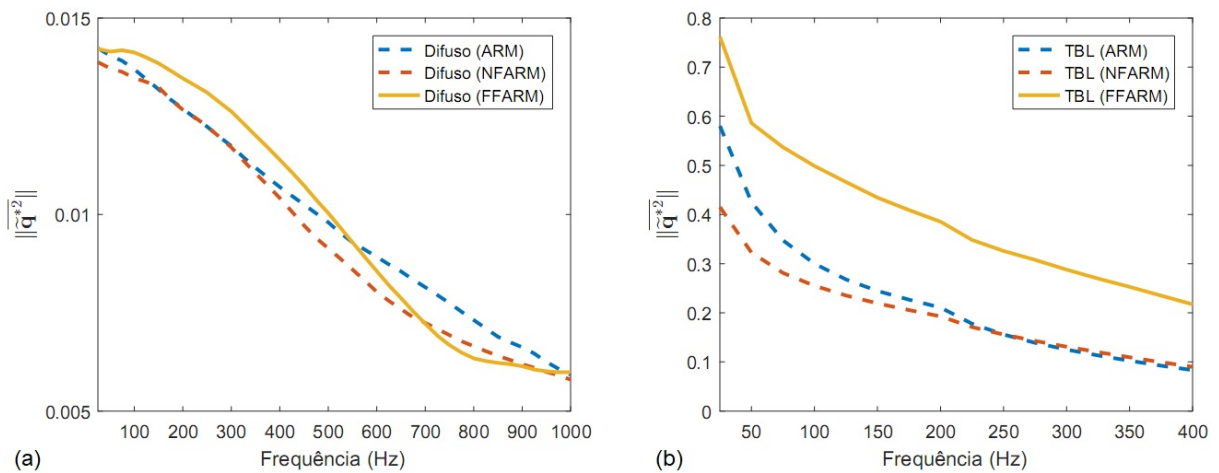 0.015
0.01
0.005
100 200 300 400 500 600 700 800 900 1000
Difuso (ARM)
Difuso (NFARM)
Difuso (FFARM)
||q̃*2||
Frequência (Hz)
(a)
0.8
0.7
0.6
0.5
0.4
0.3
0.2
0.1
0
50 100 150 200 250 300 350 400
TBL (ARM)
TBL (NFARM)
TBL (FFARM)
||q̃*2||
Frequência (Hz)
(b)